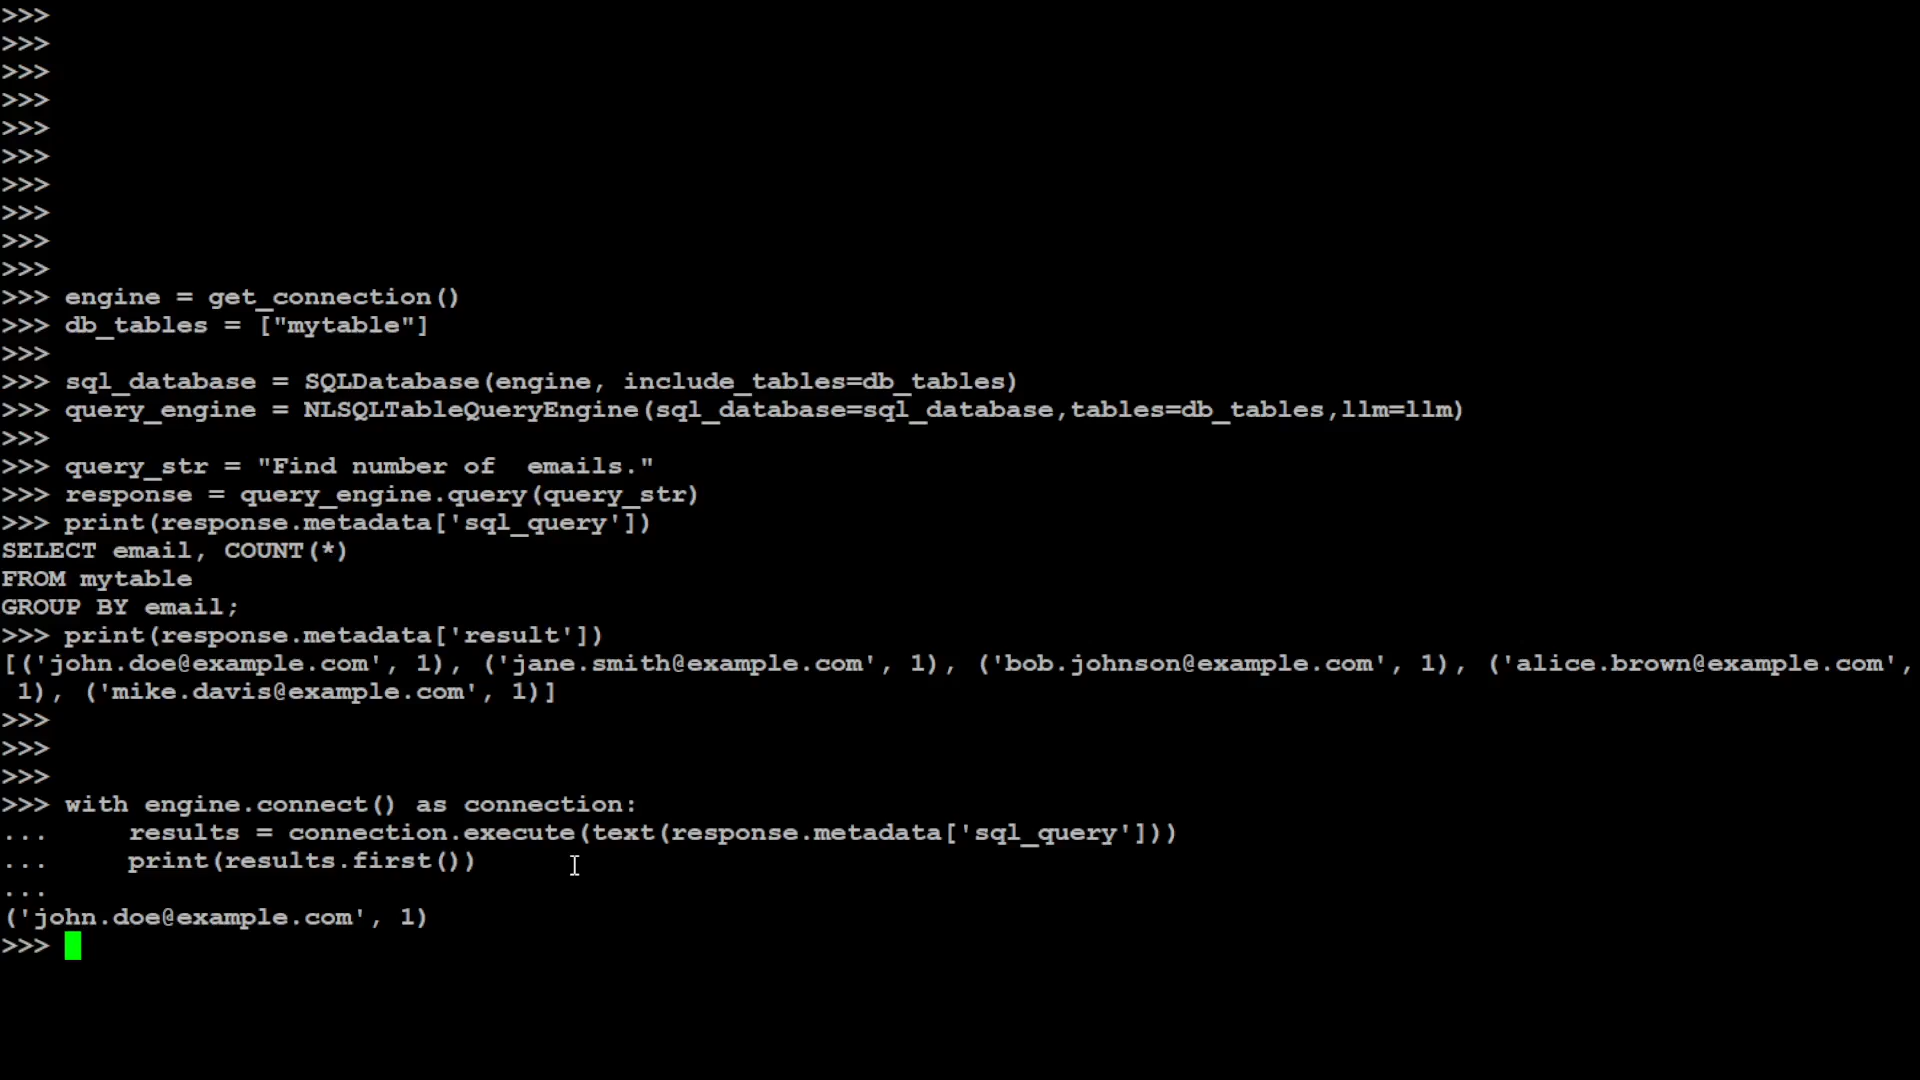 >>>
>>>
>>>
>>>
>>>
>>>
>>>
>>>
>>>
>>>
>>> engine = get_connection()
>>> db_tables = ["mytable"]
>>>
>>> sql_database = SQLDatabase(engine, include_tables=db_tables)
>>> query_engine = NLSQLTableQueryEngine(sql_database=sql_database,tables=db_tables,llm=llm)
>>>
>>> query_str = "Find number of  emails."
>>> response = query_engine.query(query_str)
>>> print(response.metadata['sql_query'])
SELECT email, COUNT(*)
FROM mytable
GROUP BY email;
>>> print(response.metadata['result'])
[('john.doe@example.com', 1), ('jane.smith@example.com', 1), ('bob.johnson@example.com', 1), ('alice.brown@example.com',
 1), ('mike.davis@example.com', 1)]
>>>
>>>
>>>
>>> with engine.connect() as connection:
...     results = connection.execute(text(response.metadata['sql_query']))
...     print(results.first())
...
('john.doe@example.com', 1)
>>>